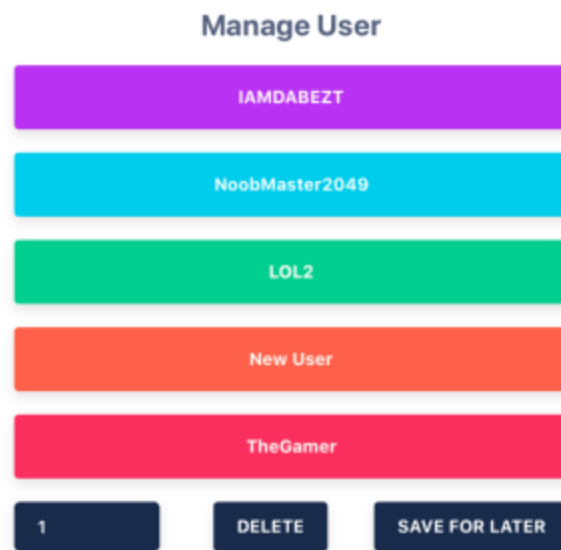 Manage User
IAMDABEZT
NoobMaster2049
LOL2
New User
TheGamer
1 DELETE SAVE FOR LATER